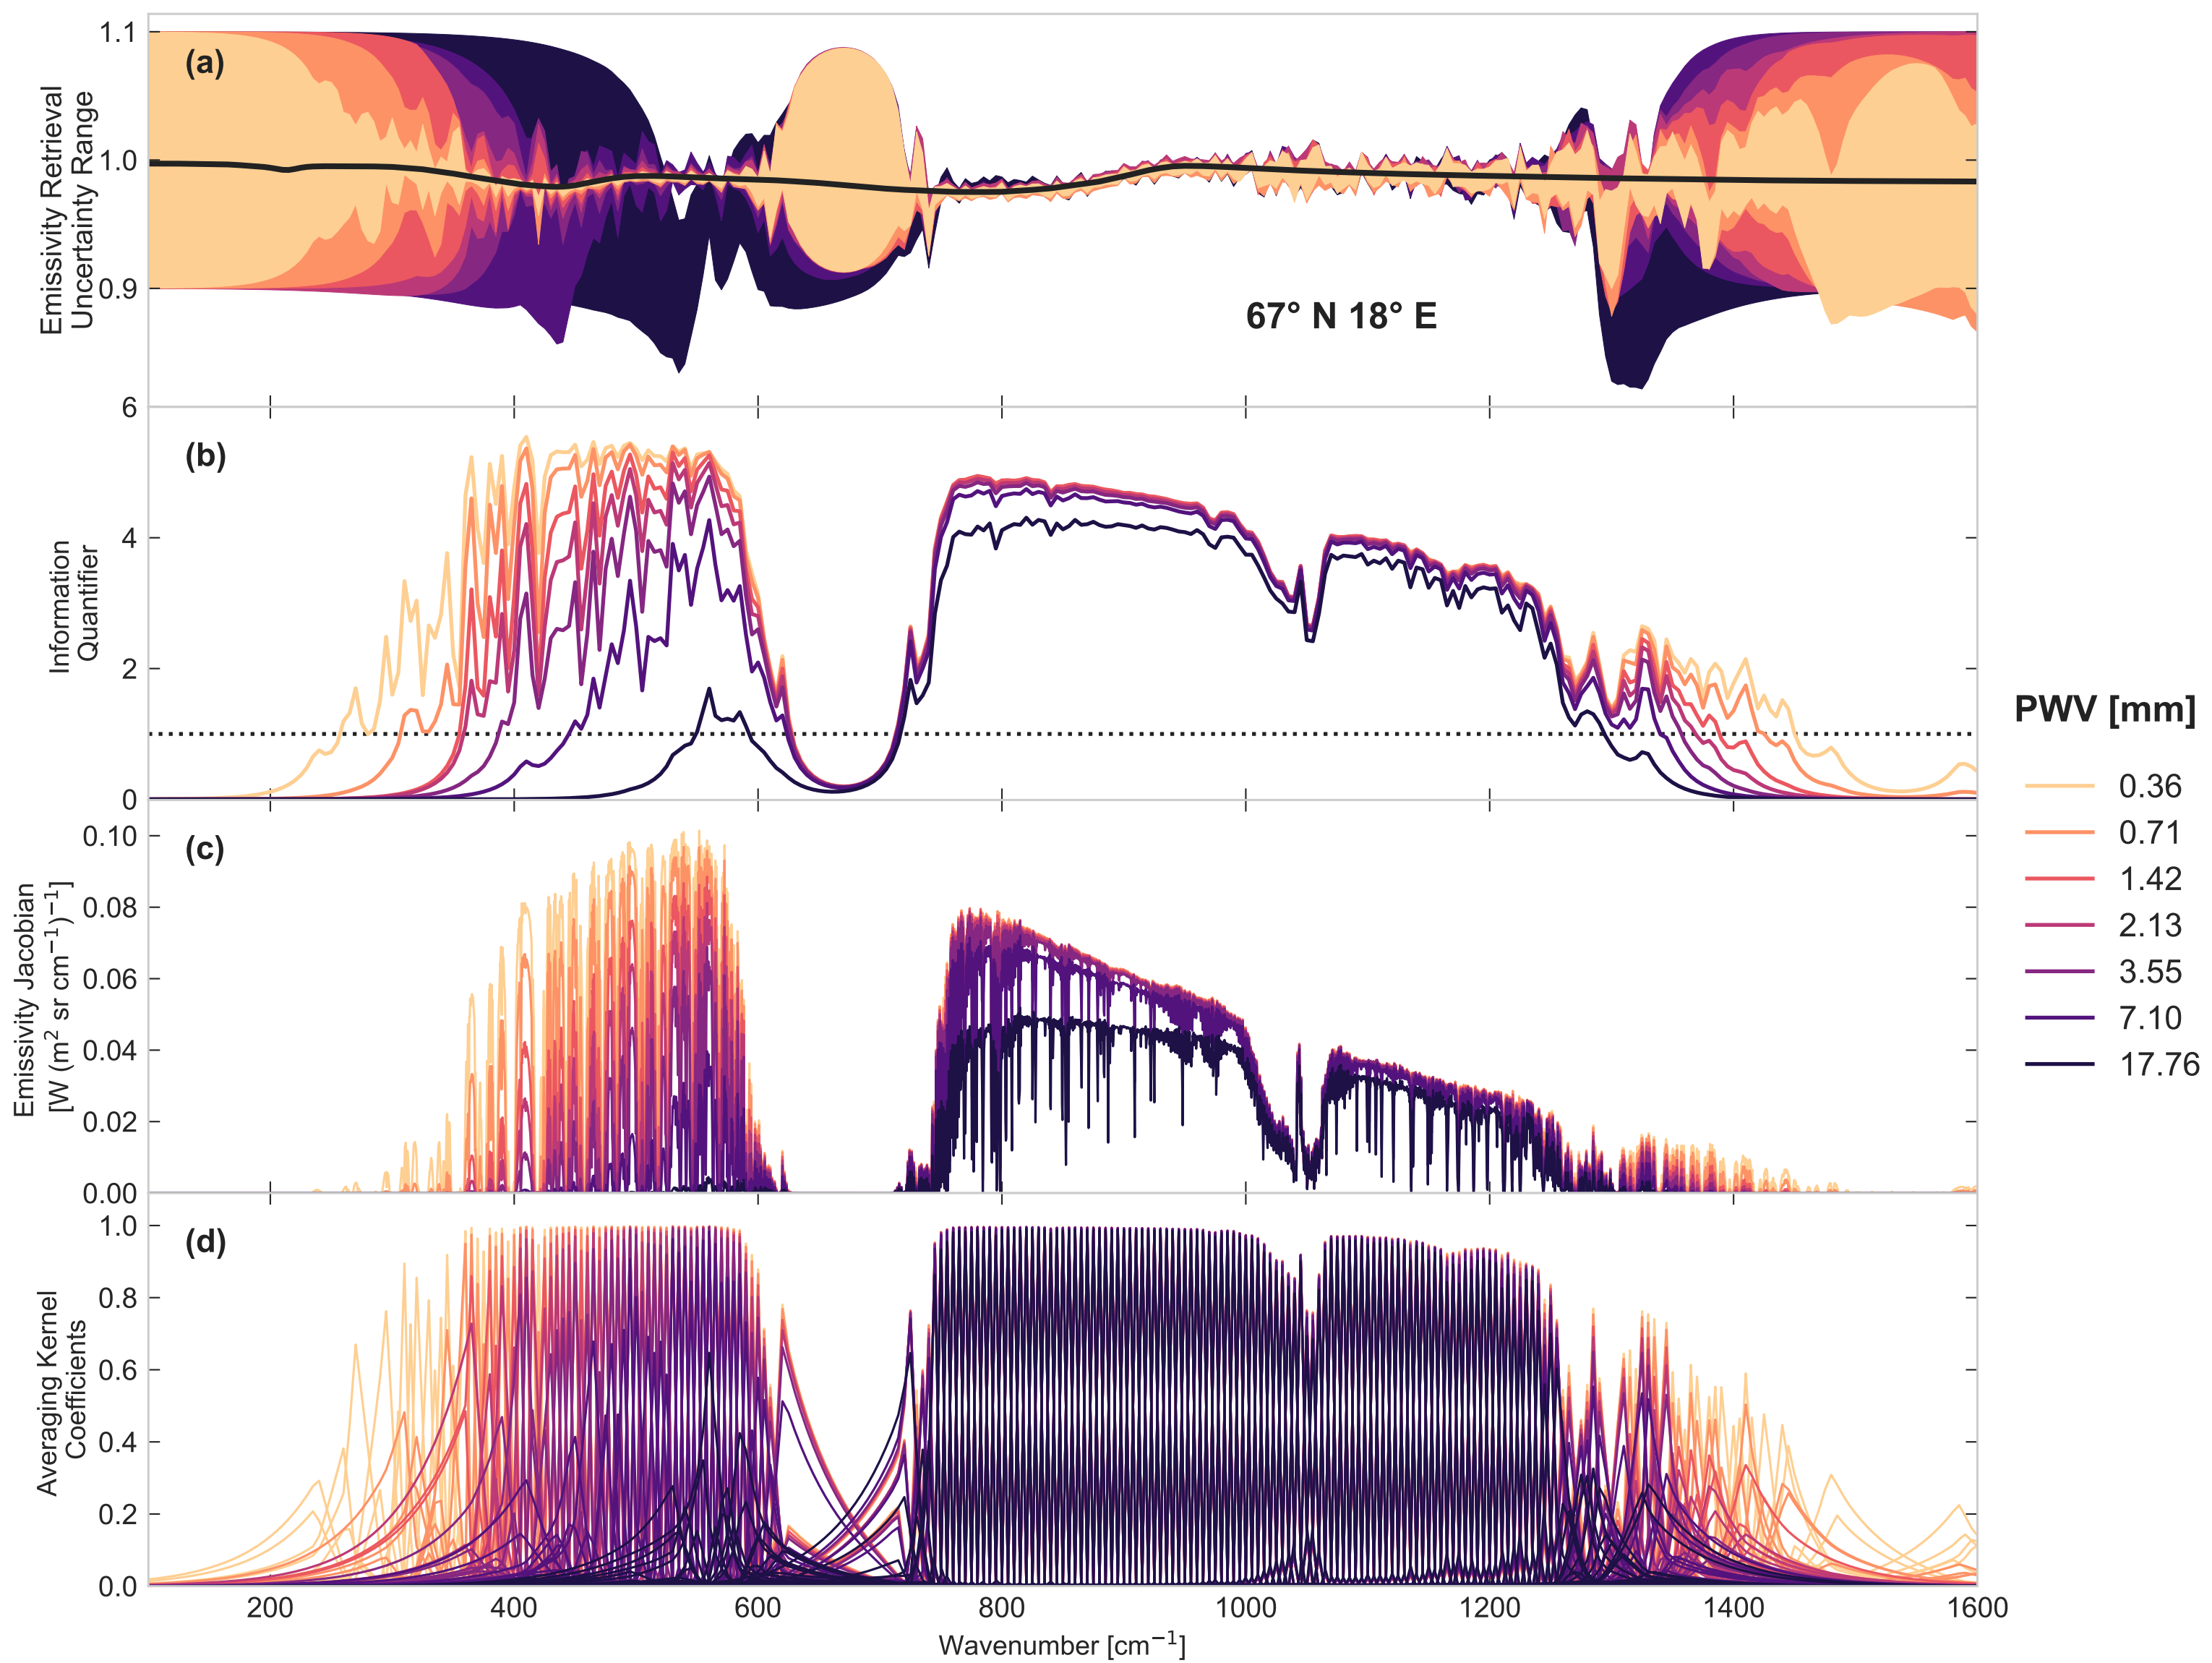 (a)
Emissivity Retrieval
Uncertainty Range
1.1
1.0
0.9
67° N 18° E
(b)
Information
Quantifier
6
4
2
0
(c)
Emissivity Jacobian
[W (m² sr cm⁻¹)⁻¹]
0.10
0.08
0.06
0.04
0.02
0.00
(d)
Averaging Kernel
Coefficients
1.0
0.8
0.6
0.4
0.2
0.0
200 400 600 800 1000 1200 1400 1600
Wavenumber [cm⁻¹]
PWV [mm]
0.36
0.71
1.42
2.13
3.55
7.10
17.76